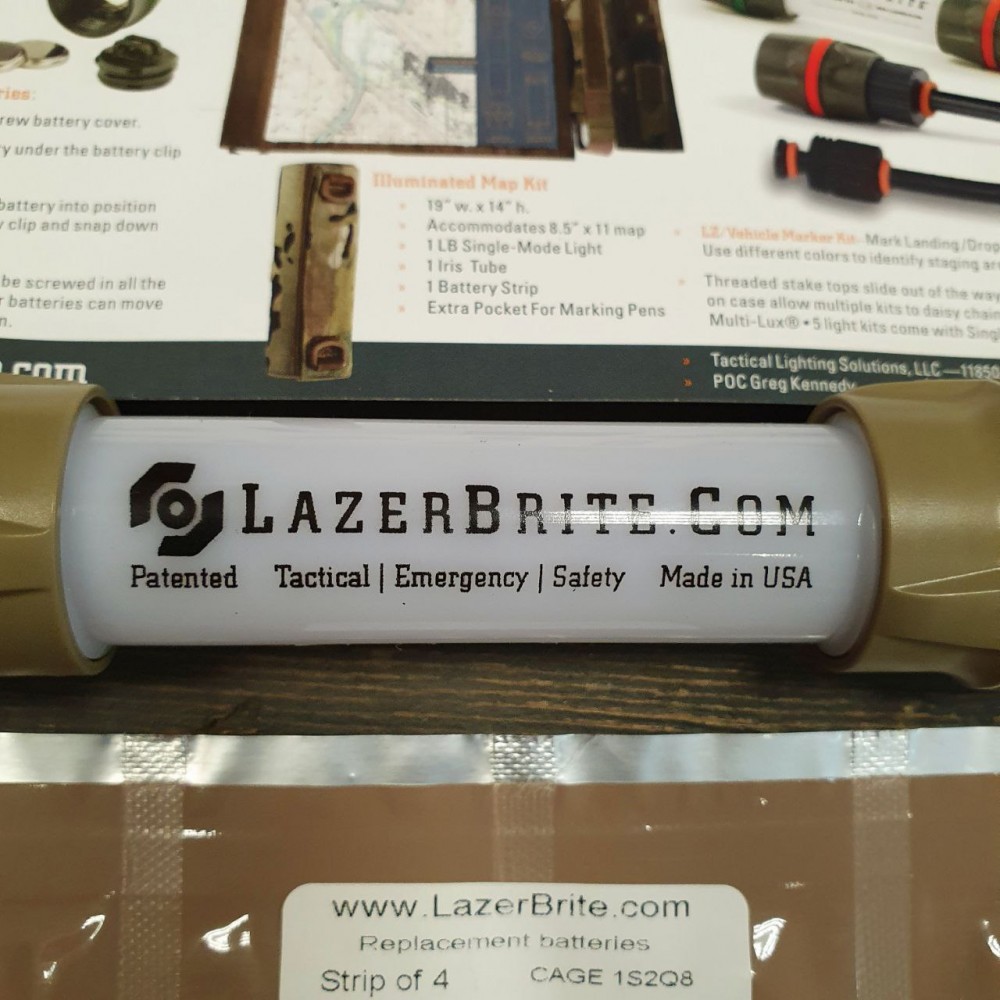 ries:
rew battery cover.
y under the battery clip
battery into position
clip and snap down
be screwed in all the
r batteries can move
n.
.com
Illuminated Map Kit
19" w. x 14" h.
Accommodates 8.5" x 11 map
1 LB Single-Mode Light
1 Iris Tube
1 Battery Strip
Extra Pocket For Marking Pens
LZ/Vehicle Marker Kit- Mark Landing/Drop
Use different colors to identify staging are
Threaded stake tops slide out of the way
on case allow multiple kits to daisy chain
Multi-Lux® • 5 light kits come with Sing
» Tactical Lighting Solutions, LLC—11850
» POC Greg Kennedy
LazerBrite.Com
Patented Tactical | Emergency | Safety Made in USA
www.LazerBrite.com
Replacement batteries
Strip of 4 CAGE 1S2Q8